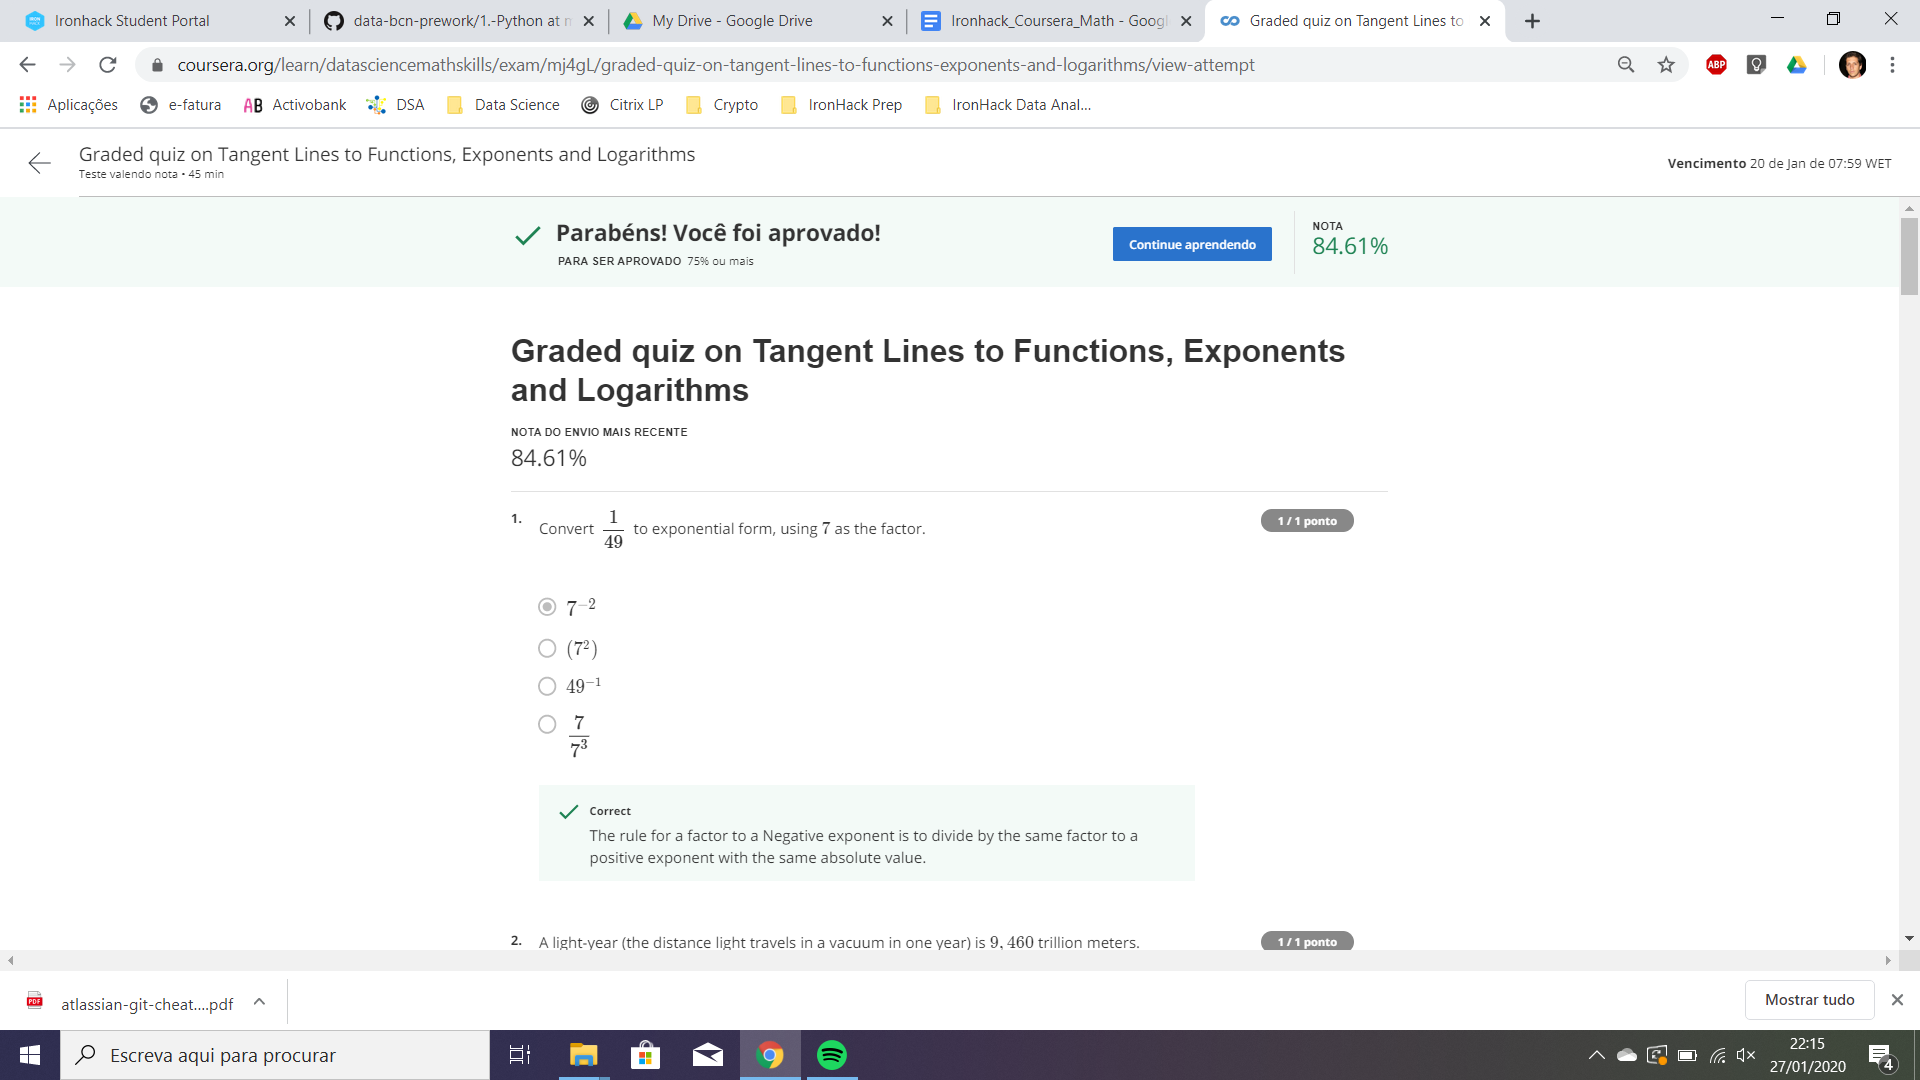 Ironhack Student Portal
data-bcn-prework/1.-Python at m
My Drive - Google Drive
Ironhack_Coursera_Math - Googl
Graded quiz on Tangent Lines to
coursera.org/learn/datasciencemathskills/exam/mj4gL/graded-quiz-on-tangent-lines-to-functions-exponents-and-logarithms/view-attempt
ABP
Aplicações
e-fatura
AB Activobank
DSA
Data Science
Citrix LP
Crypto
IronHack Prep
IronHack Data Anal...
Graded quiz on Tangent Lines to Functions, Exponents and Logarithms
Teste valendo nota • 45 min
Vencimento 20 de Jan de 07:59 WET
Parabéns! Você foi aprovado!
PARA SER APROVADO 75% ou mais
Continue aprendendo
NOTA
84.61%
Graded quiz on Tangent Lines to Functions, Exponents
and Logarithms
NOTA DO ENVIO MAIS RECENTE
84.61%
1. Convert 1/49 to exponential form, using 7 as the factor.
1 / 1 ponto
7⁻²
(7²)
49⁻¹
7/7³
Correct
The rule for a factor to a Negative exponent is to divide by the same factor to a
positive exponent with the same absolute value.
2. A light-year (the distance light travels in a vacuum in one year) is 9,460 trillion meters.
1 / 1 ponto
PDF
atlassian-git-cheat....pdf
Mostrar tudo
Escreva aqui para procurar
22:15
27/01/2020
4